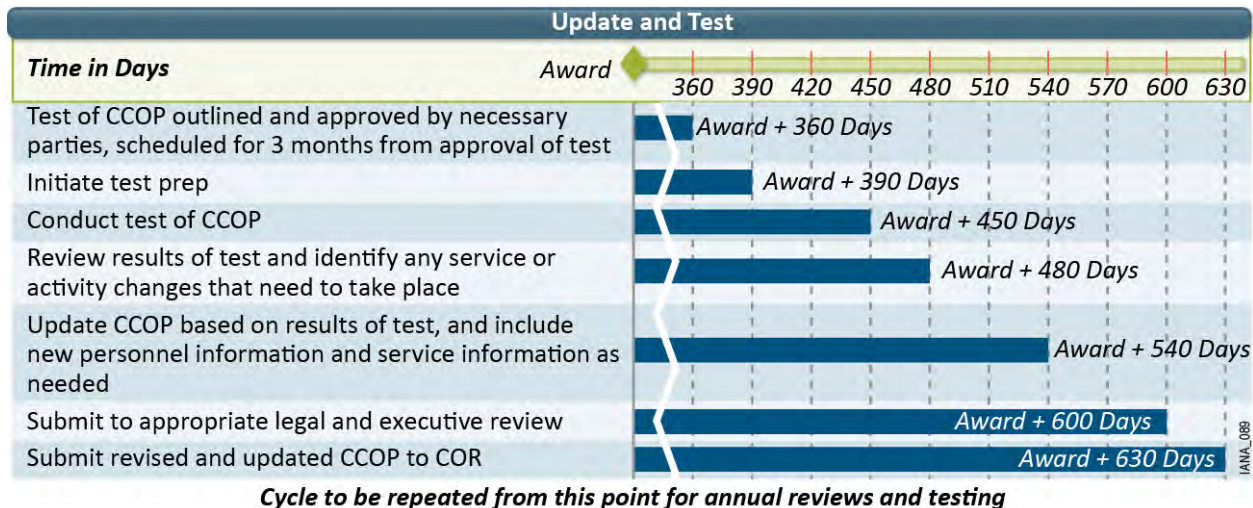 Update and Test
Time in Days Award 360 390 420 450 480 510 540 570 600 630
Test of CCOP outlined and approved by necessary
parties, scheduled for 3 months from approval of test
Award + 360 Days
Initiate test prep
Award + 390 Days
Conduct test of CCOP
Award + 450 Days
Review results of test and identify any service or
activity changes that need to take place
Award + 480 Days
Update CCOP based on results of test, and include
new personnel information and service information as
needed
Award + 540 Days
Submit to appropriate legal and executive review
Award + 600 Days
Submit revised and updated CCOP to COR
Award + 630 Days
IANA_089
Cycle to be repeated from this point for annual reviews and testing